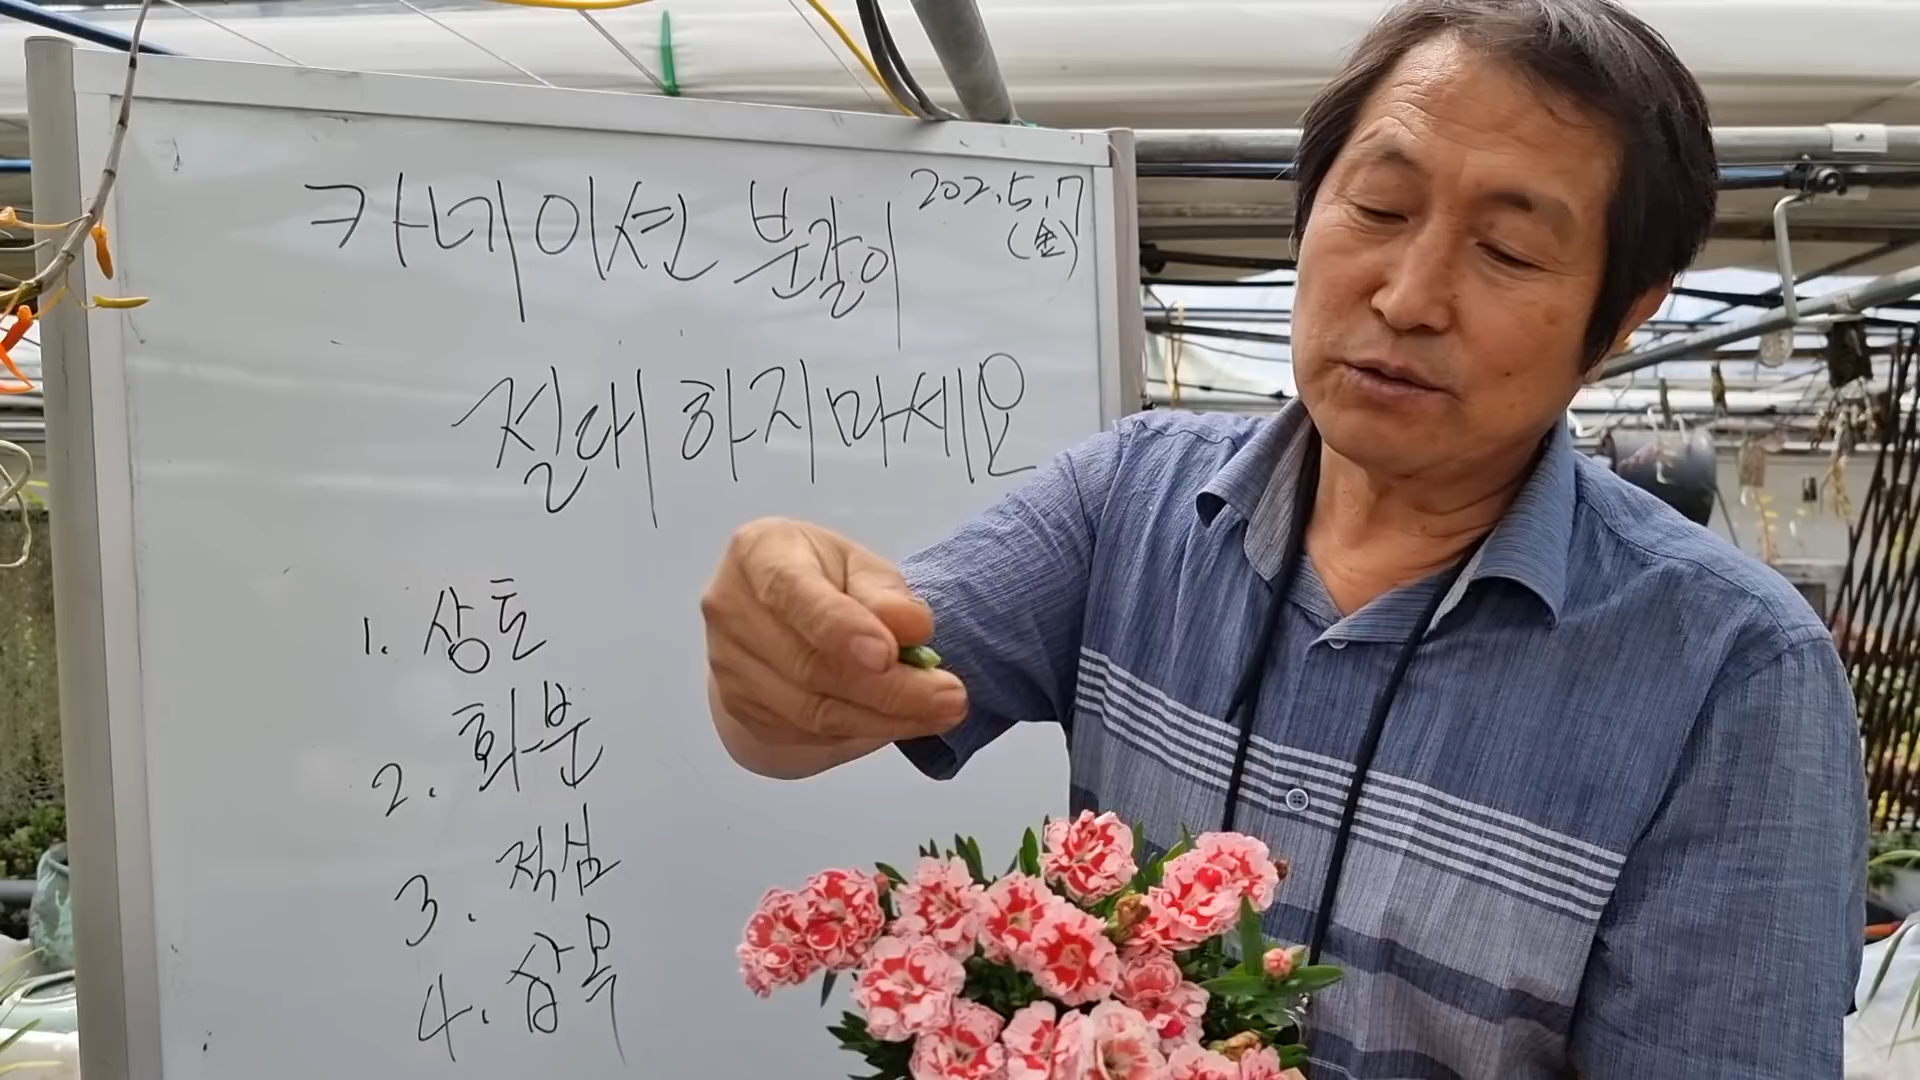 카네이션 분갈이
202.5.7
(金)
절대 하지마세요
1. 상토
2. 화분
3. 적심
4. 삽목